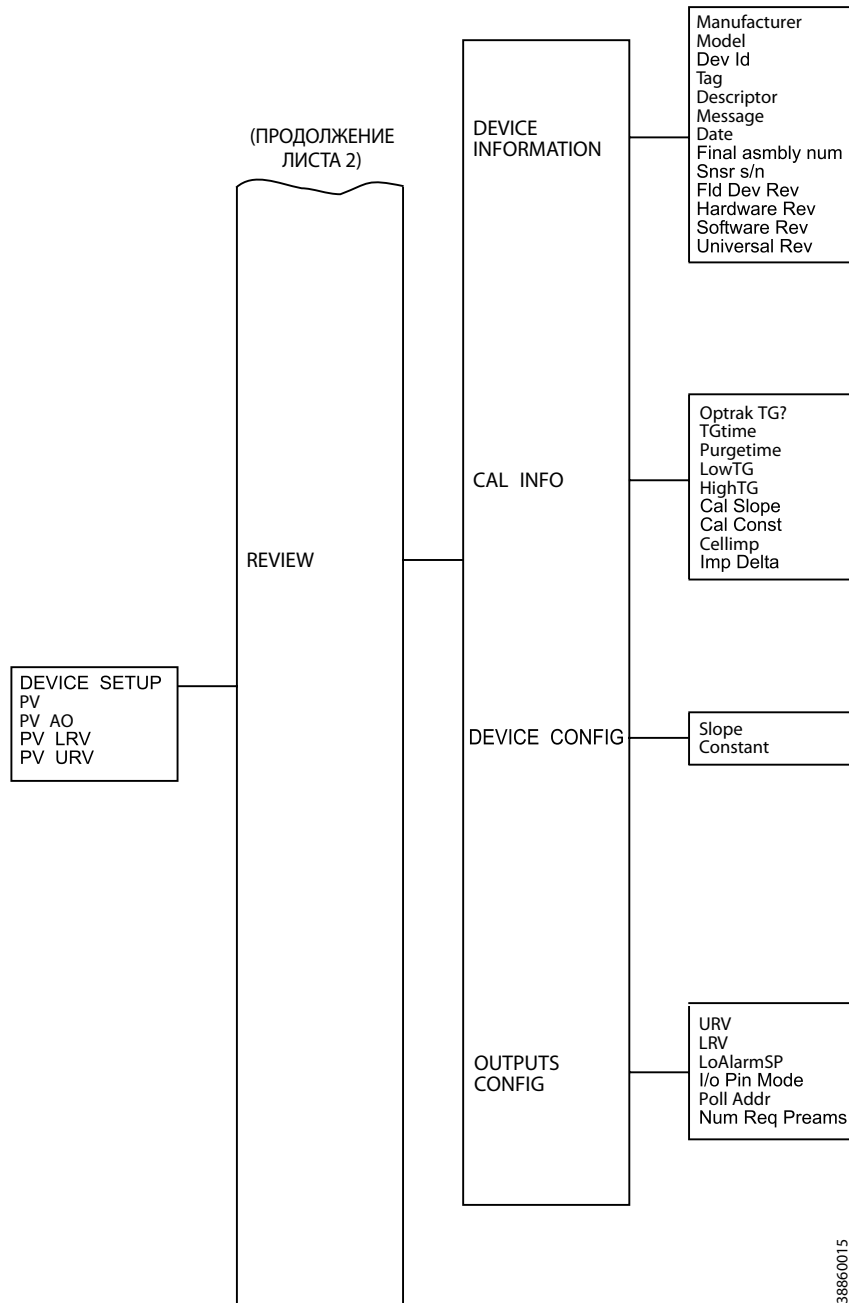 (ПРОДОЛЖЕНИЕ
ЛИСТА 2)
DEVICE SETUP
PV
PV AO
PV LRV
PV URV
REVIEW
DEVICE
INFORMATION
Manufacturer
Model
Dev Id
Tag
Descriptor
Message
Date
Final asmbly num
Snsr s/n
Fld Dev Rev
Hardware Rev
Software Rev
Universal Rev
CAL INFO
Optrak TG?
TGtime
Purgetime
LowTG
HighTG
Cal Slope
Cal Const
Cellimp
Imp Delta
DEVICE CONFIG
Slope
Constant
OUTPUTS
CONFIG
URV
LRV
LoAlarmSP
I/o Pin Mode
Poll Addr
Num Req Preams
38860015